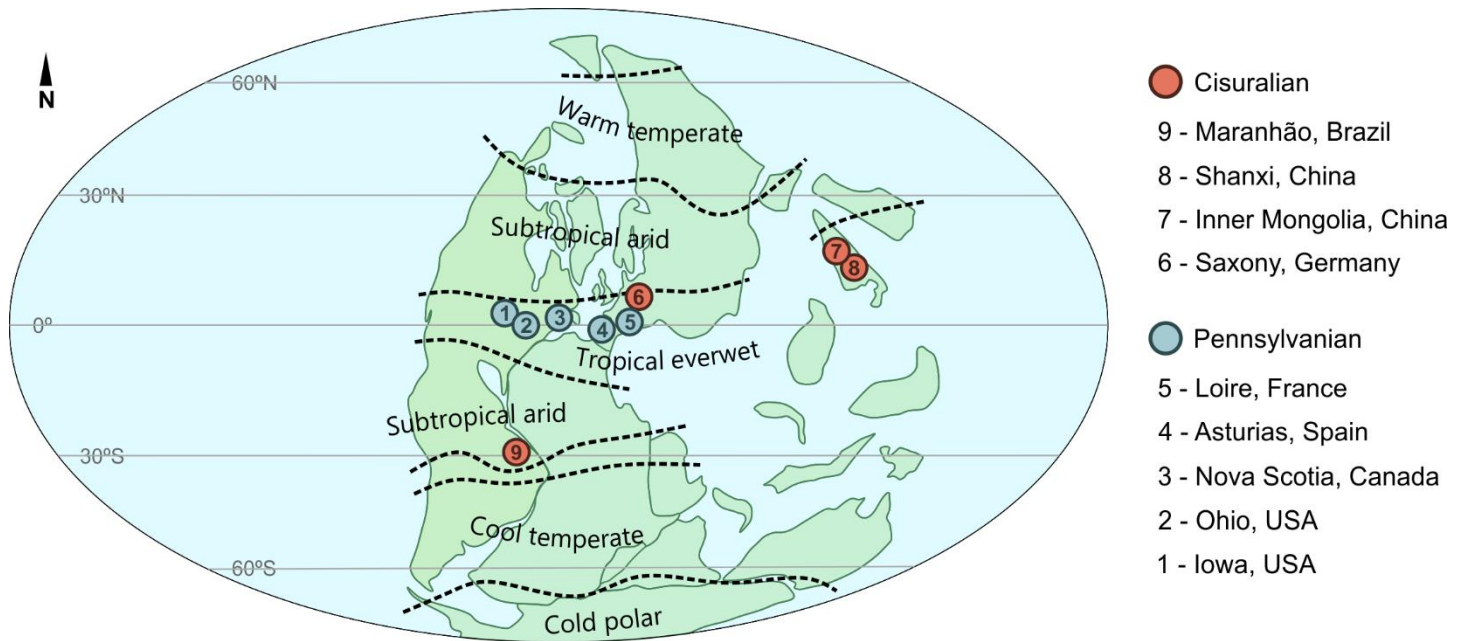 N
60ºN
30ºN
0º
30ºS
60ºS
Warm temperate
Subtropical arid
Tropical everwet
Subtropical arid
Cool temperate
Cold polar
1
2
3
4
5
6
7
8
9
Cisuralian
9 - Maranhão, Brazil
8 - Shanxi, China
7 - Inner Mongolia, China
6 - Saxony, Germany
Pennsylvanian
5 - Loire, France
4 - Asturias, Spain
3 - Nova Scotia, Canada
2 - Ohio, USA
1 - Iowa, USA